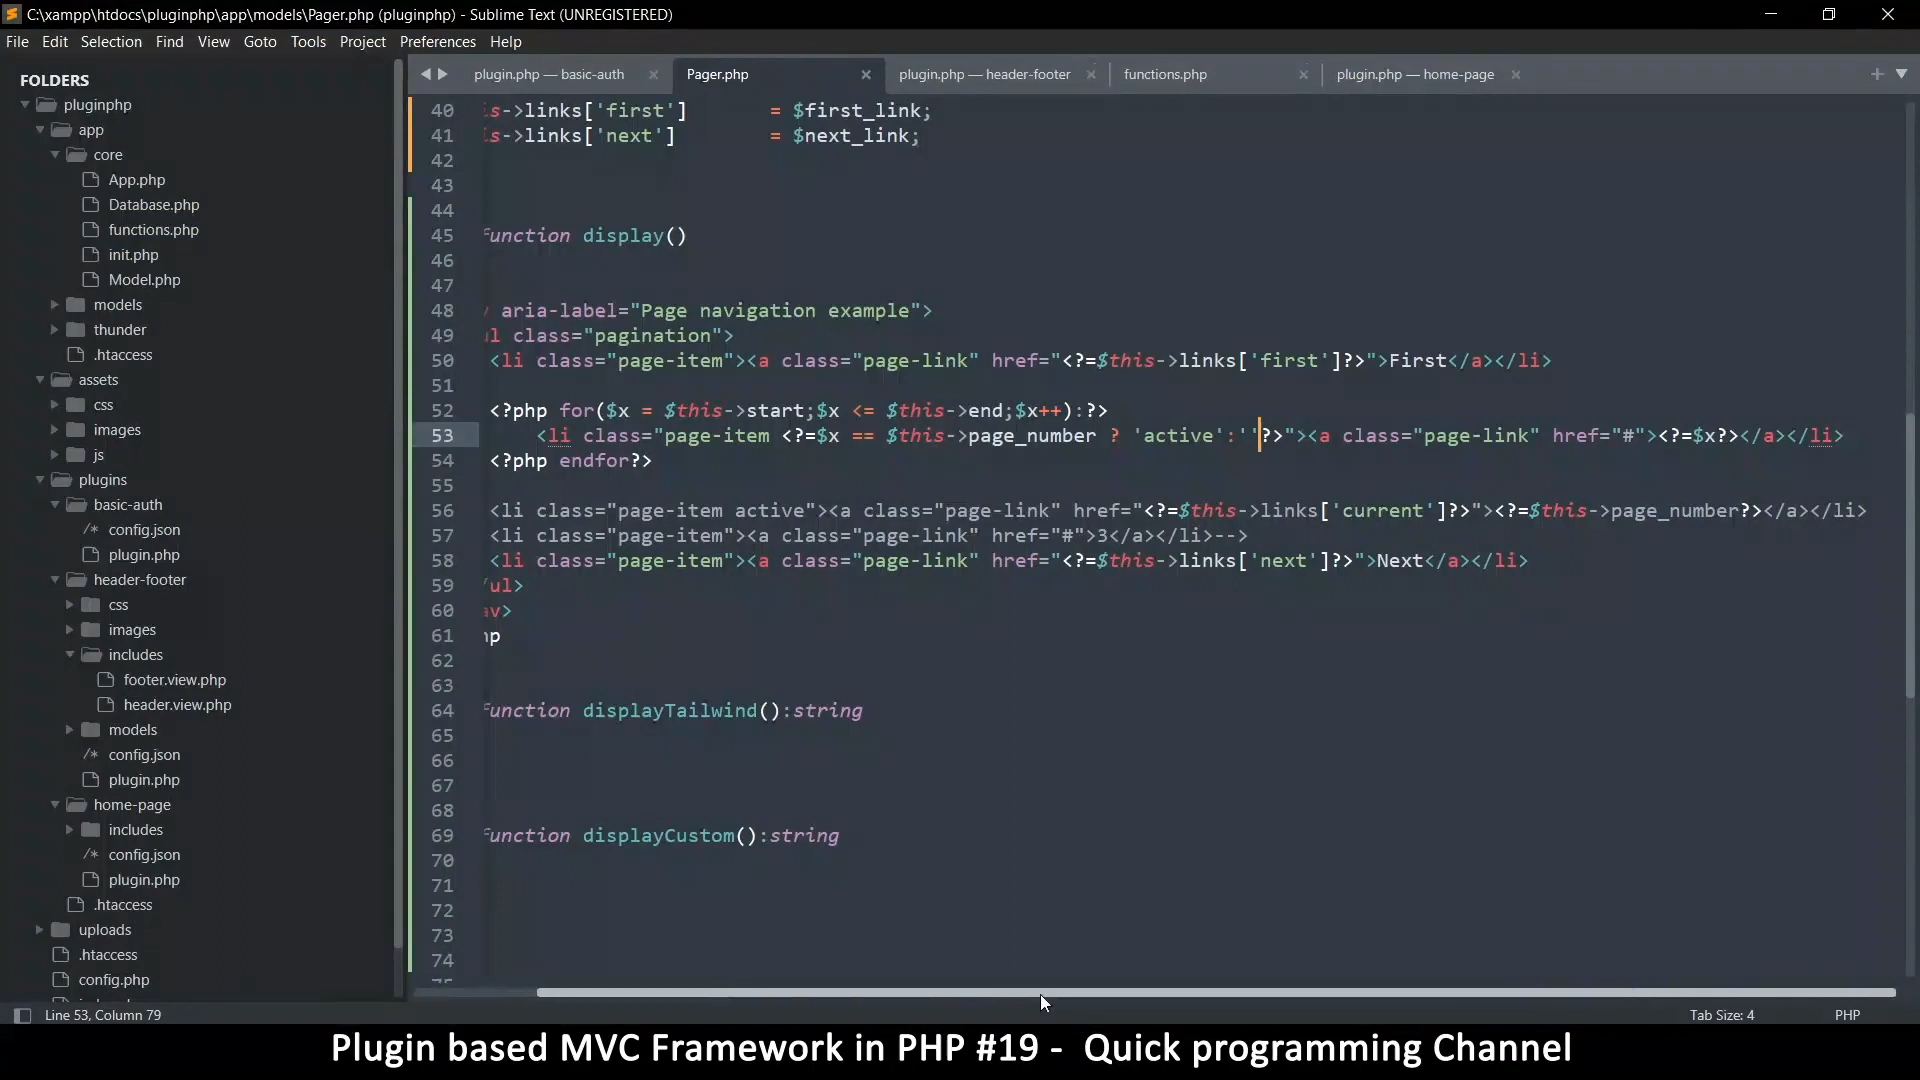 C:\xampp\htdocs\pluginphp\app\models\Pager.php (pluginphp) - Sublime Text (UNREGISTERED)
File Edit Selection Find View Goto Tools Project Preferences Help
FOLDERS
pluginphp
app
core
App.php
Database.php
functions.php
init.php
Model.php
models
thunder
.htaccess
assets
css
images
js
plugins
basic-auth
config.json
plugin.php
header-footer
css
images
includes
footer.view.php
header.view.php
models
config.json
plugin.php
home-page
includes
config.json
plugin.php
.htaccess
uploads
.htaccess
config.php
plugin.php — basic-auth Pager.php plugin.php — header-footer functions.php plugin.php — home-page
40 s->links['first'] = $first_link;
41 s->links['next'] = $next_link;
42
43
44
45 function display()
46
47
48 aria-label="Page navigation example">
49 ul class="pagination">
50 <li class="page-item"><a class="page-link" href="<?=$this->links['first']?>">First</a></li>
51
52 <?php for($x = $this->start;$x <= $this->end;$x++):?>
53 <li class="page-item <?=$x == $this->page_number ? 'active':''?>"><a class="page-link" href="#"><?=$x?></a></li>
54 <?php endfor?>
55
56 <li class="page-item active"><a class="page-link" href="<?=$this->links['current']?>"><?=$this->page_number?></a></li>
57 <li class="page-item"><a class="page-link" href="#">3</a></li>-->
58 <li class="page-item"><a class="page-link" href="<?=$this->links['next']?>">Next</a></li>
59 /ul>
60 av>
61 hp
62
63
64 function displayTailwind():string
65
66
67
68
69 function displayCustom():string
70
71
72
73
74
Line 53, Column 79 Tab Size: 4 PHP
Plugin based MVC Framework in PHP #19 - Quick programming Channel